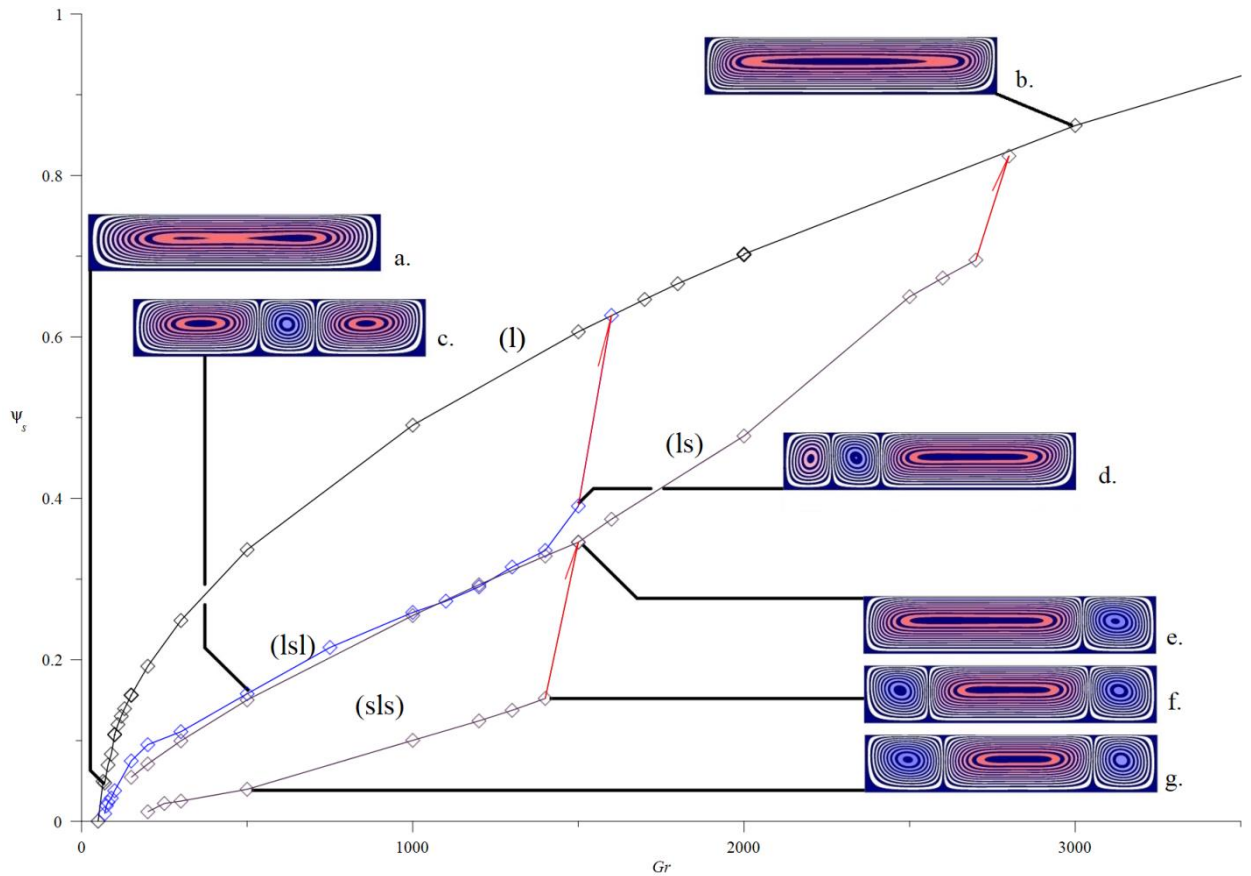 1
b.
0.8
a.
c.
(l)
0.6
ψs
(ls)
d.
0.4
e.
(lsl)
0.2
(sls)
f.
g.
0
0
1000
2000
3000
Gr